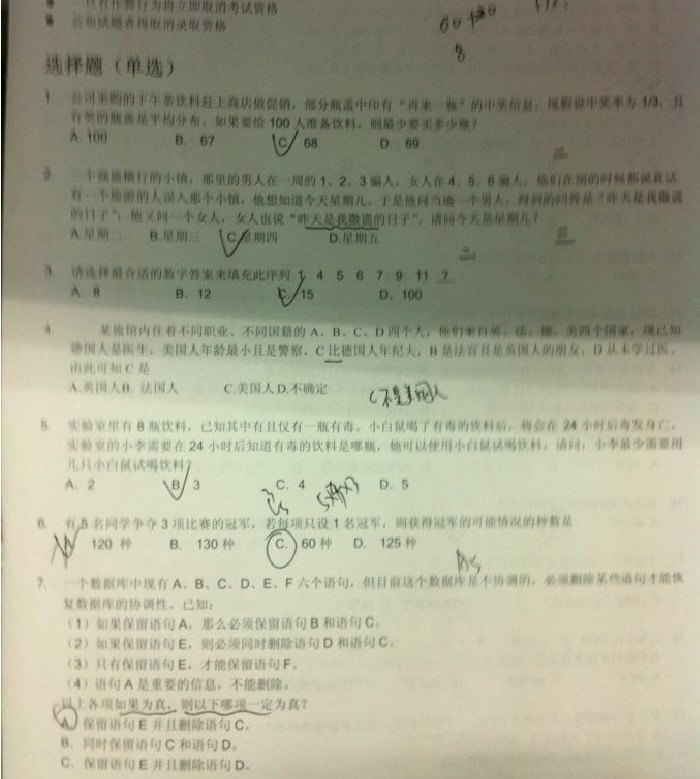 一旦有作弊行为将立即取消考试资格
公布试题者将取消录取资格
60
8
选择题（单选）
1. 公司采购的下午茶饮料赶上商店做促销，部分瓶盖中印有“再来一瓶”的中奖信息，现假设中奖率为 1/3，且
有奖的瓶盖是平均分布。如果要给 100 人准备饮料，则最少要买多少瓶？
A. 100 B. 67 C. 68 D. 69
三
2. 一个谎话横行的小镇，那里的男人在一周的 1、2、3 骗人，女人在 4、5、6 骗人，他们在别的时候都说真话。
有一个旅游的人误入那个小镇，他想知道今天星期几，于是他问当地一个男人，得到的回答是“昨天是我撒谎
的日子”，他又问一个女人，女人也说“昨天是我撒谎的日子”，请问今天是星期几？
A.星期二 B.星期三 C.星期四 D.星期五
二 三
3. 请选择最合适的数字答案来填充此序列 1 4 5 6 7 9 11 ?
A. 8 B. 12 C. 15 D. 100
4. 某旅馆内住着不同职业、不同国籍的 A、B、C、D 四个人，他们来自英、法、德、美四个国家，现已知
德国人是医生，美国人年龄最小且是警察，C 比德国人年纪大，B 是法官且是英国人的朋友，D 从未学过医。
由此可知 C 是
A.英国人B. 法国人 C.美国人D.不确定
C不是美国人
5. 实验室里有 8 瓶饮料，已知其中有且仅有一瓶有毒。小白鼠喝了有毒的饮料后，将会在 24 小时后毒发身亡。
实验室的小李需要在 24 小时后知道有毒的饮料是哪瓶，他可以使用小白鼠试喝饮料，请问，小李最少需要用
几只小白鼠试喝饮料？
A. 2 B. 3 C. 4 D. 5
6. 有 5 名同学争夺 3 项比赛的冠军，若每项只设 1 名冠军，则获得冠军的可能情况的种数是
120 种 B. 130 种 C. 60 种 D. 125 种
7. 一个数据库中现有 A、B、C、D、E、F 六个语句，但目前这个数据库是不协调的，必须删除某些语句才能恢
复数据库的协调性。已知：
（1）如果保留语句 A，那么必须保留语句 B 和语句 C。
（2）如果保留语句 E，则必须同时删除语句 D 和语句 C。
（3）只有保留语句 E，才能保留语句 F。
（4）语句 A 是重要的信息，不能删除。
以上各项如果为真，则以下哪项一定为真？
A. 保留语句 E 并且删除语句 C。
B. 同时保留语句 C 和语句 D。
C. 保留语句 E 并且删除语句 D。